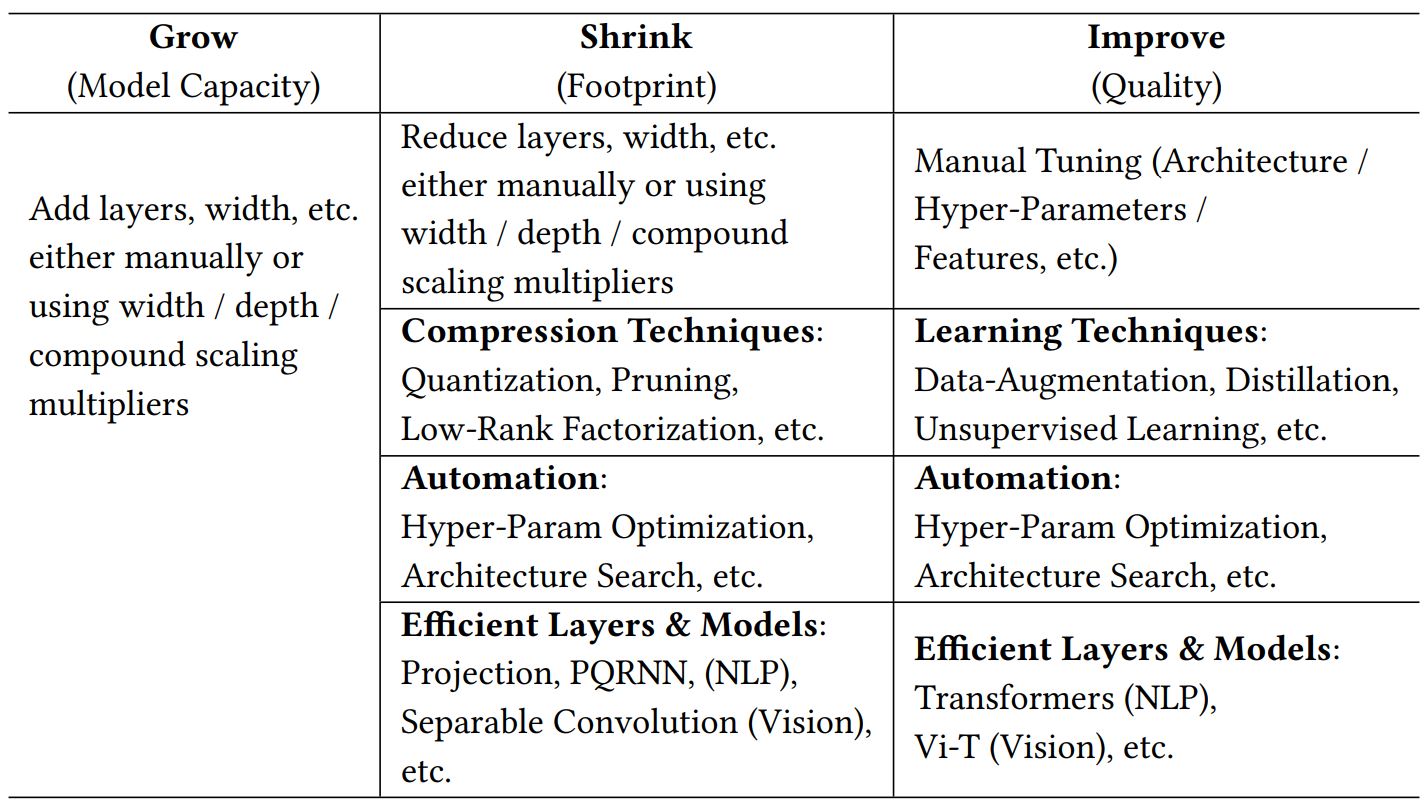 Grow
(Model Capacity)
Shrink
(Footprint)
Improve
(Quality)
Add layers, width, etc.
either manually or
using width / depth /
compound scaling
multipliers
Reduce layers, width, etc.
either manually or using
width / depth / compound
scaling multipliers
Manual Tuning (Architecture /
Hyper-Parameters /
Features, etc.)
Compression Techniques:
Quantization, Pruning,
Low-Rank Factorization, etc.
Learning Techniques:
Data-Augmentation, Distillation,
Unsupervised Learning, etc.
Automation:
Hyper-Param Optimization,
Architecture Search, etc.
Automation:
Hyper-Param Optimization,
Architecture Search, etc.
Efficient Layers & Models:
Projection, PQRNN, (NLP),
Separable Convolution (Vision),
etc.
Efficient Layers & Models:
Transformers (NLP),
Vi-T (Vision), etc.